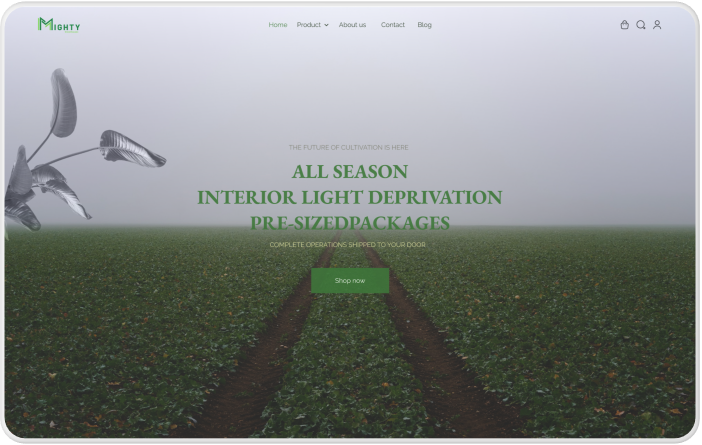 MIGHTY
Home Product About us Contact Blog
THE FUTURE OF CULTIVATION IS HERE
ALL SEASON
INTERIOR LIGHT DEPRIVATION
PRE-SIZEDPACKAGES
COMPLETE OPERATIONS SHIPPED TO YOUR DOOR
Shop now